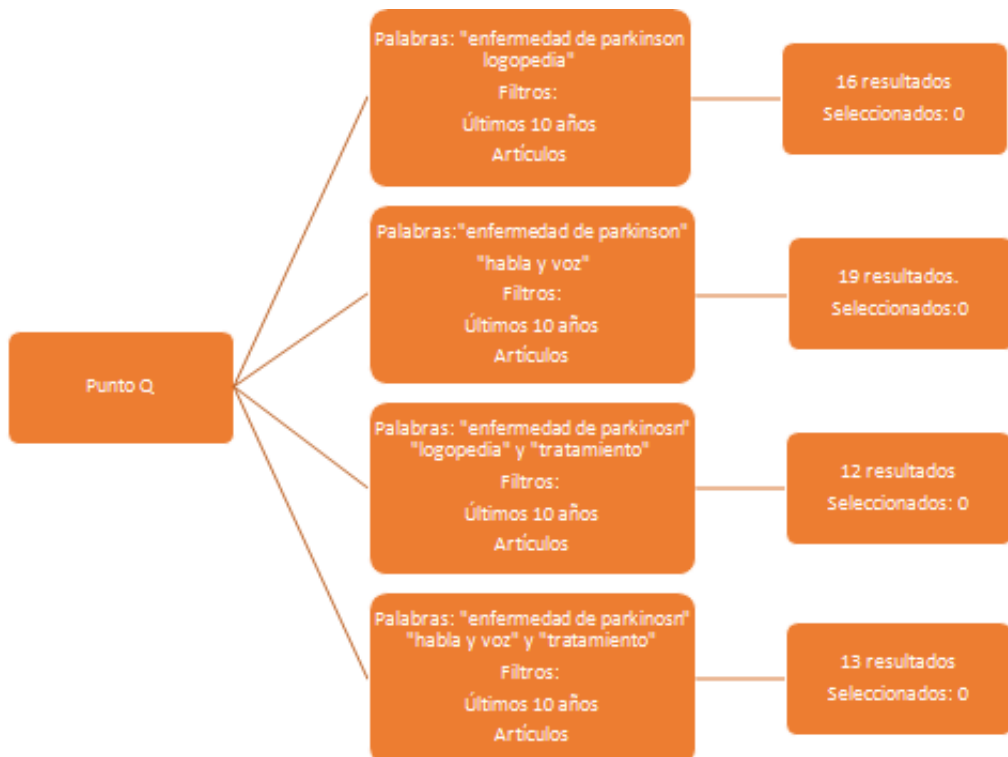 Punto Q
Palabras: "enfermedad de parkinson
logopedia"
Filtros:
Últimos 10 años
Artículos
16 resultados
Seleccionados: 0
Palabras:"enfermedad de parkinson"
"habla y voz"
Filtros:
Últimos 10 años
Artículos
19 resultados.
Seleccionados:0
Palabras: "enfermedad de parkinosn"
"logopedia" y "tratamiento"
Filtros:
Últimos 10 años
Artículos
12 resultados
Seleccionados: 0
Palabras: "enfermedad de parkinosn"
"habla y voz" y "tratamiento"
Filtros:
Últimos 10 años
Artículos
13 resultados
Seleccionados: 0